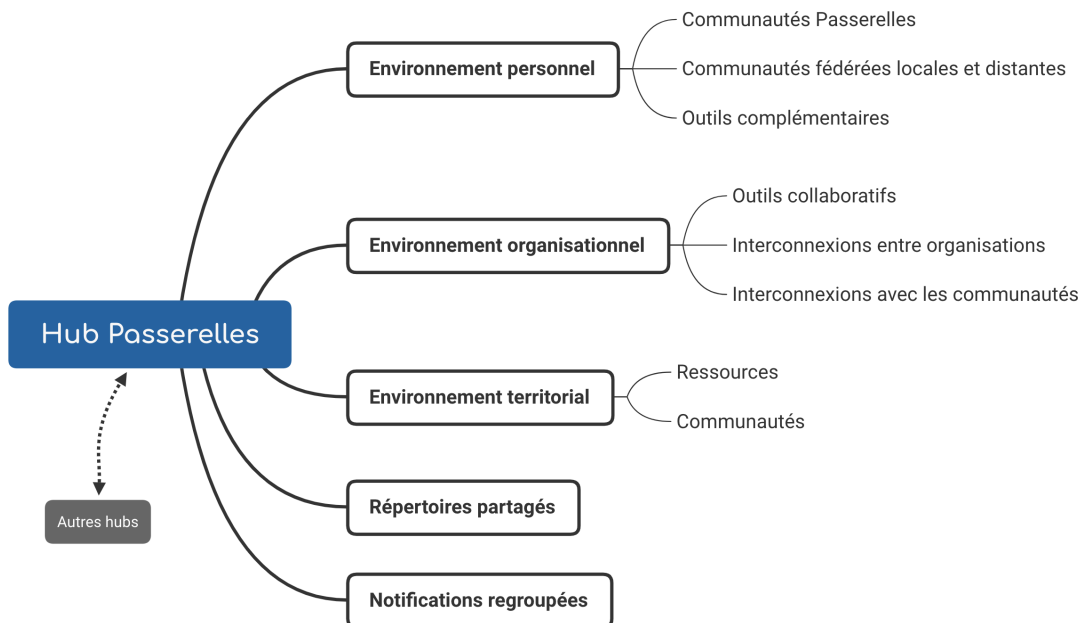 Communautés Passerelles
Environnement personnel
Communautés fédérées locales et distantes
Outils complémentaires
Outils collaboratifs
Environnement organisationnel
Interconnexions entre organisations
Interconnexions avec les communautés
Hub Passerelles
Ressources
Environnement territorial
Communautés
Répertoires partagés
Autres hubs
Notifications regroupées